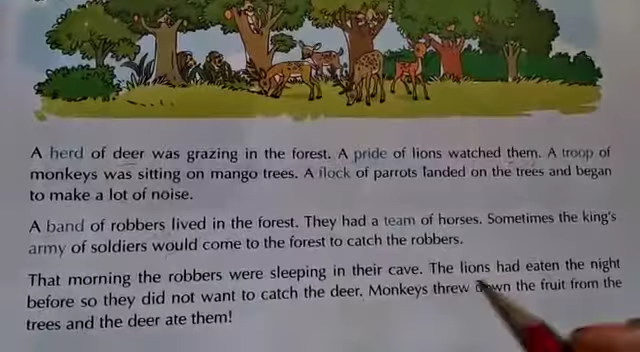 A herd of deer was grazing in the forest. A pride of lions watched them. A troop of
monkeys was sitting on mango trees. A flock of parrots landed on the trees and began
to make a lot of noise.
A band of robbers lived in the forest. They had a team of horses. Sometimes the king's
army of soldiers would come to the forest to catch the robbers.
That morning the robbers were sleeping in their cave. The lions had eaten the night
before so they did not want to catch the deer. Monkeys threw down the fruit from the
trees and the deer ate them!